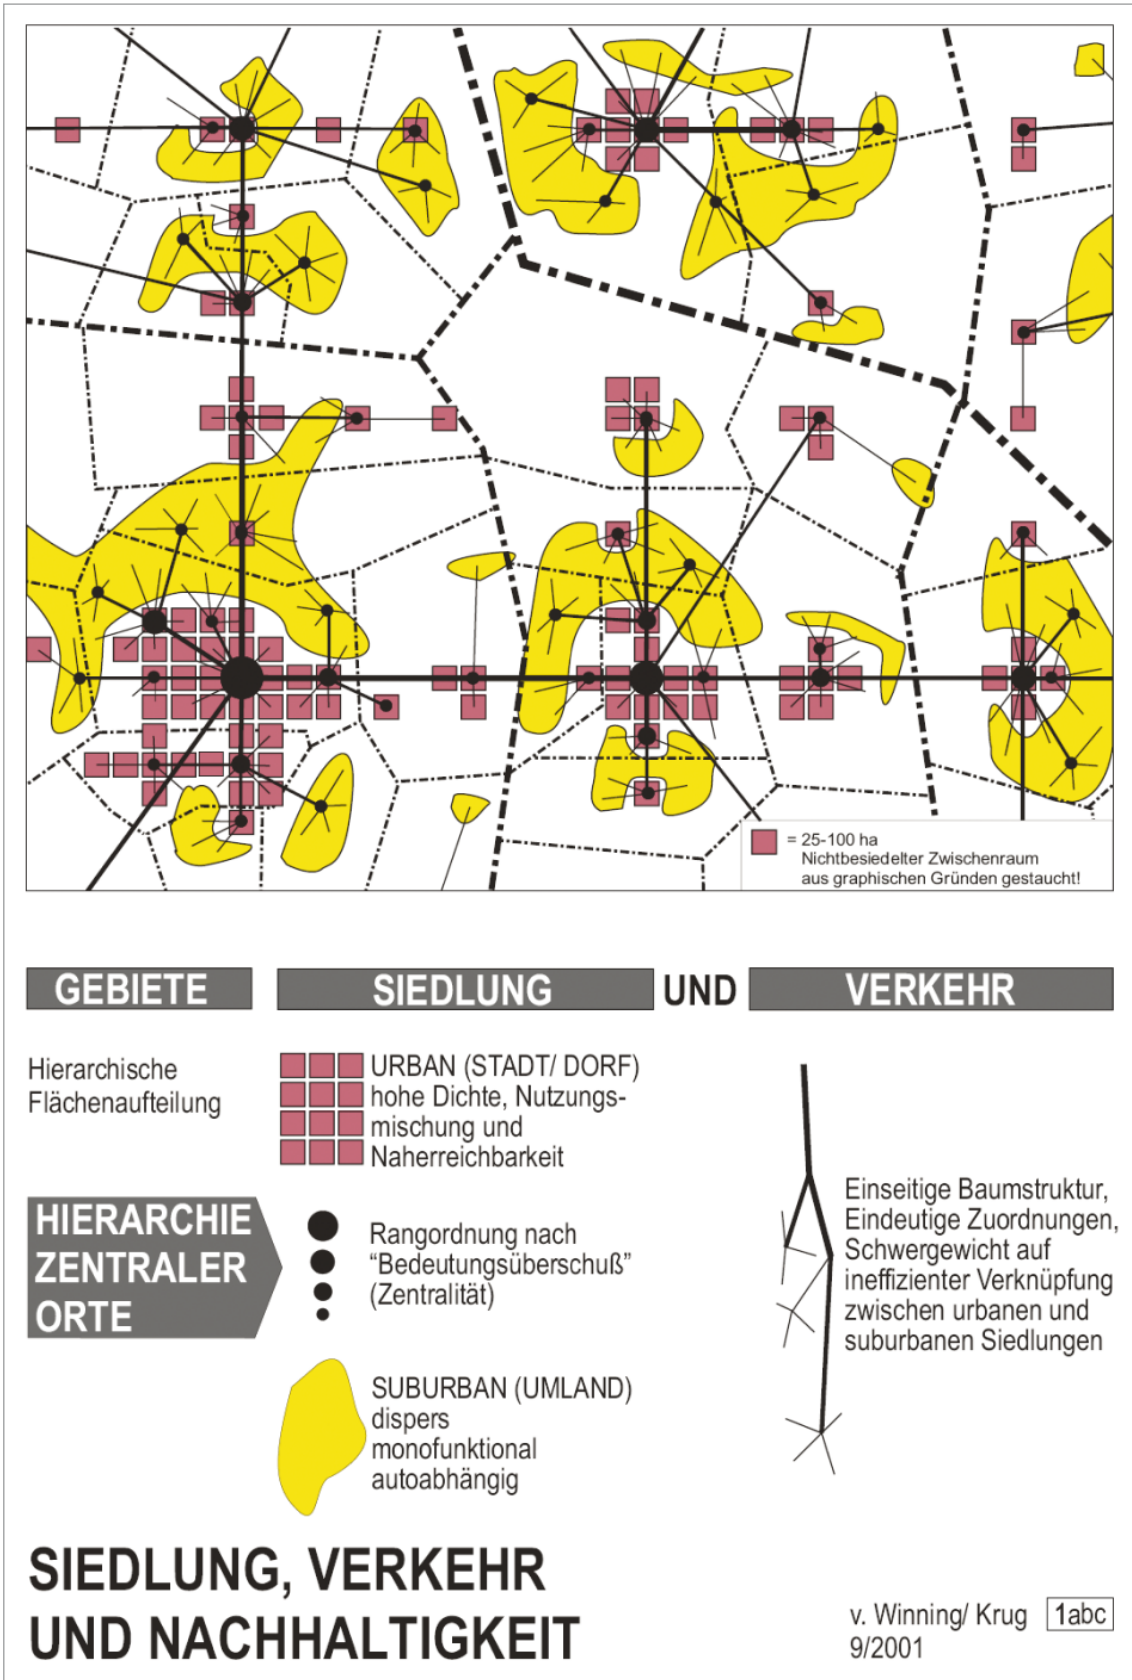 = 25-100 ha
Nichtbesiedelter Zwischenraum
aus graphischen Gründen gestaucht!
GEBIETE
SIEDLUNG UND VERKEHR
Hierarchische
Flächenaufteilung
URBAN (STADT/ DORF)
hohe Dichte, Nutzungs-
mischung und
Naherreichbarkeit
HIERARCHIE
ZENTRALER
ORTE
Rangordnung nach
“Bedeutungsüberschuß”
(Zentralität)
Einseitige Baumstruktur,
Eindeutige Zuordnungen,
Schwergewicht auf
ineffizienter Verknüpfung
zwischen urbanen und
suburbanen Siedlungen
SUBURBAN (UMLAND)
dispers
monofunktional
autoabhängig
SIEDLUNG, VERKEHR
UND NACHHALTIGKEIT
v. Winning/ Krug 1abc
9/2001